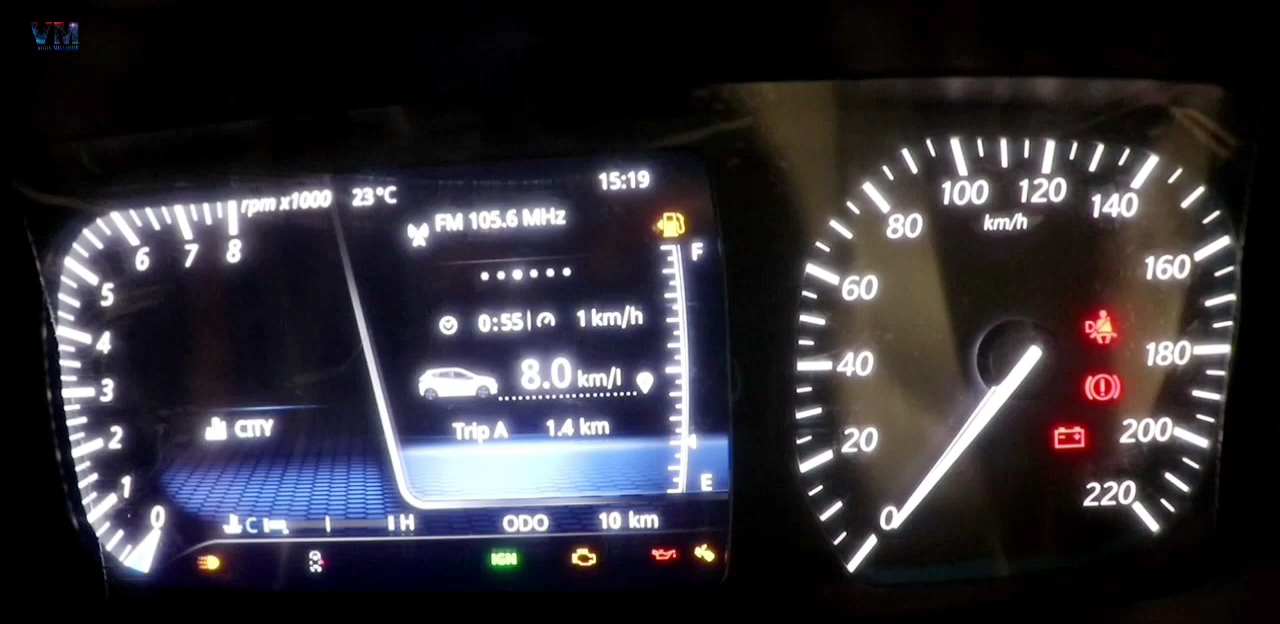 VM
rpm x1000
23°C
15:19
FM 105.6 MHz
F
0:55
1 km/h
8.0 km/l
CITY
Trip A 1.4 km
E
C
H
ODO 10 km
IGN
8
7
6
5
4
3
2
1
0
0
20
40
60
80
100
120
140
160
180
200
220
km/h
D